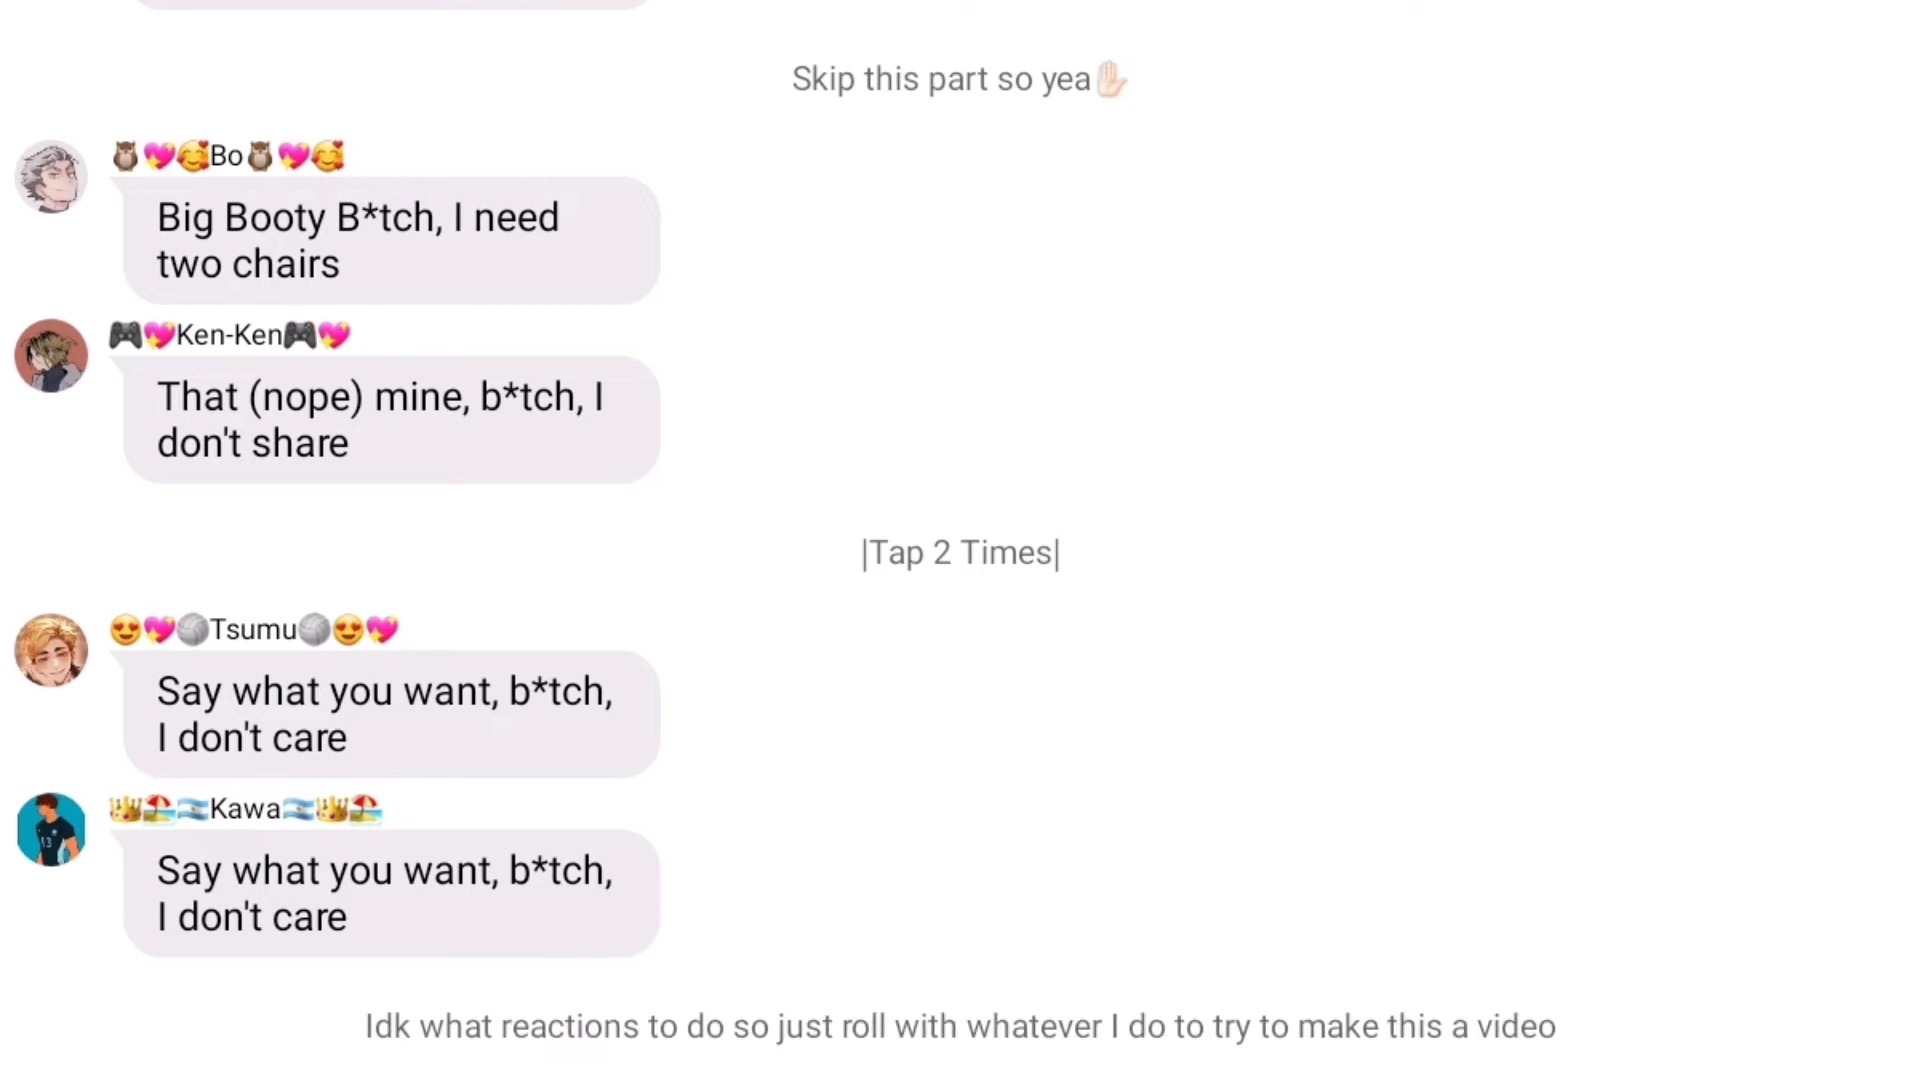 Skip this part so yea✋🏻
🦉💖🥰Bo🦉💖🥰
Big Booty B*tch, I need
two chairs
🎮💖Ken-Ken🎮💖
That (nope) mine, b*tch, I
don't share
|Tap 2 Times|
😍💖🏐Tsumu🏐😍💖
Say what you want, b*tch,
I don't care
👑🏖️🇦🇷Kawa🇦🇷👑🏖️
Say what you want, b*tch,
I don't care
Idk what reactions to do so just roll with whatever I do to try to make this a video